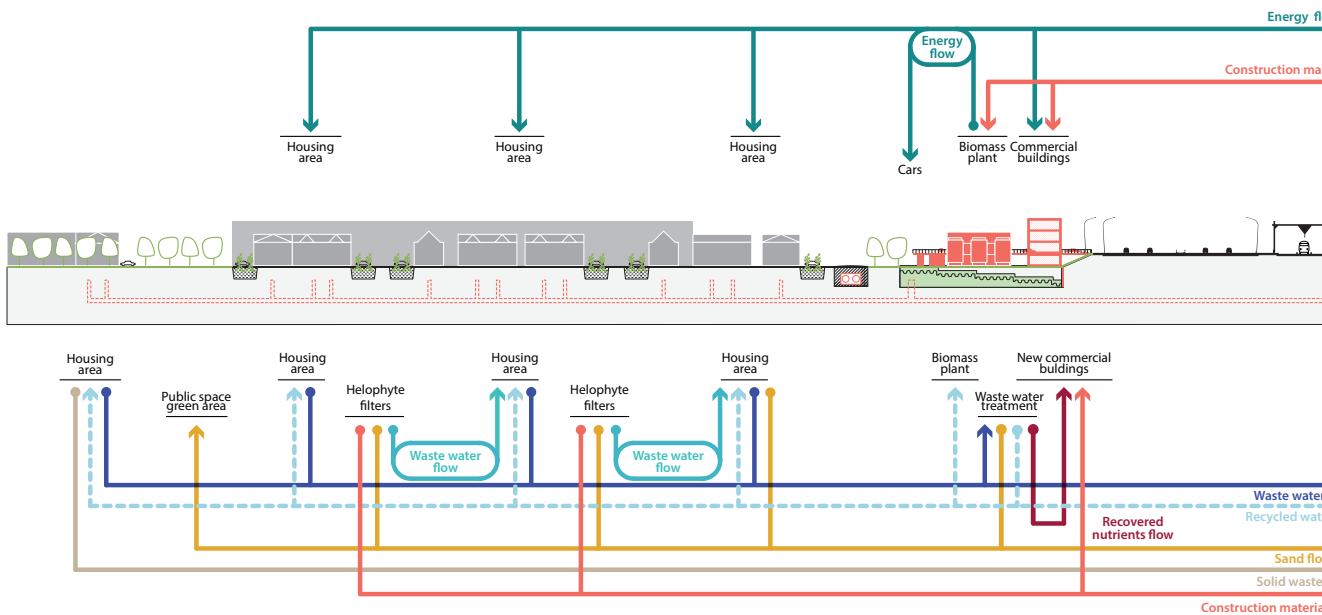 Energy fl
Energy
flow
Construction ma
Housing
area
Housing
area
Housing
area
Biomass
plant
Commercial
buildings
Cars
Housing
area
Housing
area
Housing
area
Housing
area
Biomass
plant
New commercial
buldings
Public space
green area
Helophyte
filters
Helophyte
filters
Waste water
treatment
Waste water
flow
Waste water
flow
Waste water
Recycled wat
Recovered
nutrients flow
Sand flo
Solid waste
Construction materia